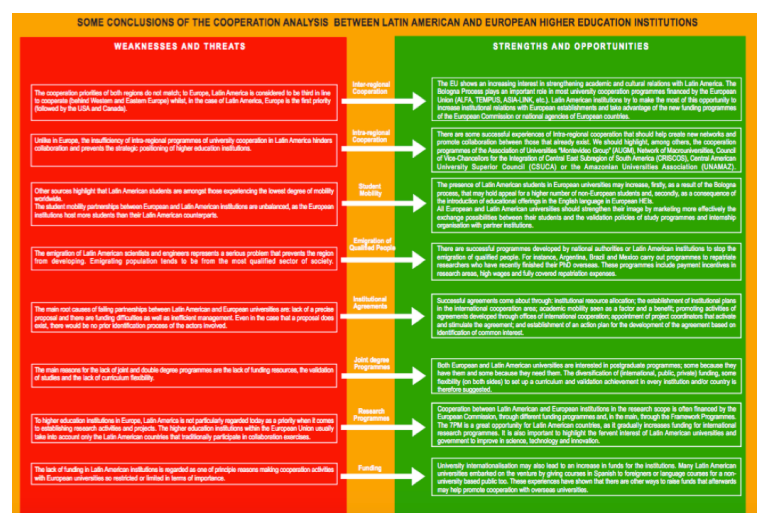 SOME CONCLUSIONS OF THE COOPERATION ANALYSIS BETWEEN LATIN AMERICAN AND EUROPEAN HIGHER EDUCATION INSTITUTIONS
WEAKNESSES AND THREATS
STRENGTHS AND OPPORTUNITIES
The cooperation priorities of both regions do not match; to Europe, Latin America is considered to be third in line
to cooperate (behind Western and Eastern Europe) whilst, in the case of Latin America, Europe is the first priority
(followed by the USA and Canada).
Inter-regional
Cooperation
The EU shows an increasing interest in strengthening academic and cultural relations with Latin America. The
Bologna Process plays an important role in most university cooperation programmes financed by the European
Union (ALFA, TEMPUS, ASIA-LINK, etc.). Latin American institutions try to make the most of this opportunity to
increase institutional relations with European establishments and take advantage of the new funding programmes
of the European Commission or national agencies of European countries.
Unlike in Europe, the insufficiency of intra-regional programmes of university cooperation in Latin America hinders
collaboration and prevents the strategic positioning of higher education institutions.
Intra-regional
Cooperation
There are some successful experiences of Intra-regional cooperation that should help create new networks and
promote collaboration between those that already exist. We should highlight, among others, the cooperation
programmes of the Association of Universities "Montevideo Group" (AUGM), Network of Macrouniversities, Council
of Vice-Chancellors for the Integration of Central East Subregion of South America (CRISCOS), Central American
University Superior Council (CSUCA) or the Amazonian Universities Association (UNAMAZ).
Other sources highlight that Latin American students are amongst those experiencing the lowest degree of mobility
worldwide.
The student mobility partnerships between European and Latin American institutions are unbalanced, as the European
institutions host more students than their Latin American counterparts.
Student
Mobility
The presence of Latin American students in European universities may increase, firstly, as a result of the Bologna
process, that may hold appeal for a higher number of non-European students and, secondly, as a consequence of
the introduction of educational offerings in the English language in European HEIs.
All European and Latin American universities should strengthen their image by marketing more effectively the
exchange possibilities between their students and the validation policies of study programmes and internship
organisation with partner institutions.
The emigration of Latin American scientists and engineers represents a serious problem that prevents the region
from developing. Emigrating population tends to be from the most qualified sector of society.
Emigration of
Qualified People
There are successful programmes developed by national authorities or Latin American institutions to stop the
emigration of qualified people. For instance, Argentina, Brazil and Mexico carry out programmes to repatriate
researchers who have recently finished their PhD overseas. These programmes include payment incentives in
research areas, high wages and fully covered repatriation expenses.
The main root causes of failing partnerships between Latin American and European universities are: lack of a precise
proposal and there are funding difficulties as well as inefficient management. Even in the case that a proposal does
exist, there would be no prior identification process of the actors involved.
Institutional
Agreements
Successful agreements come about through: institutional resource allocation; the establishment of institutional plans
in the international cooperation area; academic mobility seen as a factor and a benefit; promoting activities of
agreements developed through offices of international cooperation; appointment of project coordinators that activate
and stimulate the agreement; and establishment of an action plan for the development of the agreement based on
identification of common interest.
The main reasons for the lack of joint and double degree programmes are the lack of funding resources, the validation
of studies and the lack of curriculum flexibility.
Joint degree
Programmes
Both European and Latin American universities are interested in postgraduate programmes; some because they
have them and some because they need them. The diversification of (international, public, private) funding, some
flexibility (on both sides) to set up a curriculum and validation achievement in every institution and/or country is
therefore suggested.
To higher education institutions in Europe, Latin America is not particularly regarded today as a priority when it comes
to establishing research activities and projects. The higher education institutions within the European Union usually
take into account only the Latin American countries that traditionally participate in collaboration exercises.
Research
Programmes
Cooperation between Latin American and European institutions in the research scope is often financed by the
European Commission, through different funding programmes and, in the main, through the Framework Programmes.
The 7PM is a great opportunity for Latin American countries, as it gradually increases funding for international
research programmes. It is also important to highlight the fervent interest of Latin American universities and
government to improve in science, technology and innovation.
The lack of funding in Latin American institutions is regarded as one of principle reasons making cooperation activities
with European universities so restricted or limited in terms of importance.
Funding
University internationalisation may also lead to an increase in funds for the institutions. Many Latin American
universities embarked on the venture by giving courses in Spanish to foreigners or language courses for a non-
university based public too. These experiences have shown that there are other ways to raise funds that afterwards
may help promote cooperation with overseas universities.